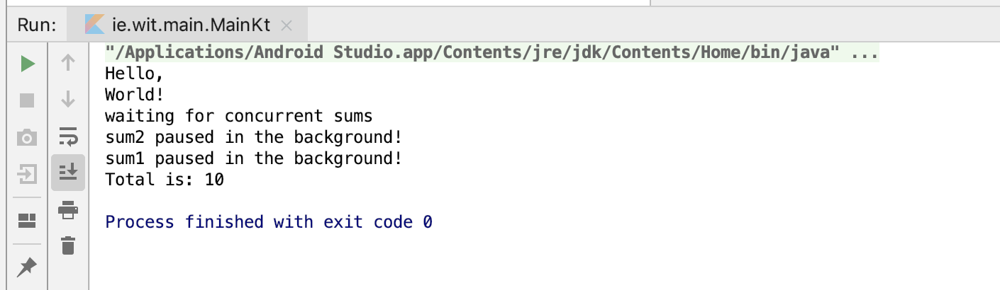 Run: ie.wit.main.MainKt
"/Applications/Android Studio.app/Contents/jre/jdk/Contents/Home/bin/java" ...
Hello,
World!
waiting for concurrent sums
sum2 paused in the background!
sum1 paused in the background!
Total is: 10
Process finished with exit code 0